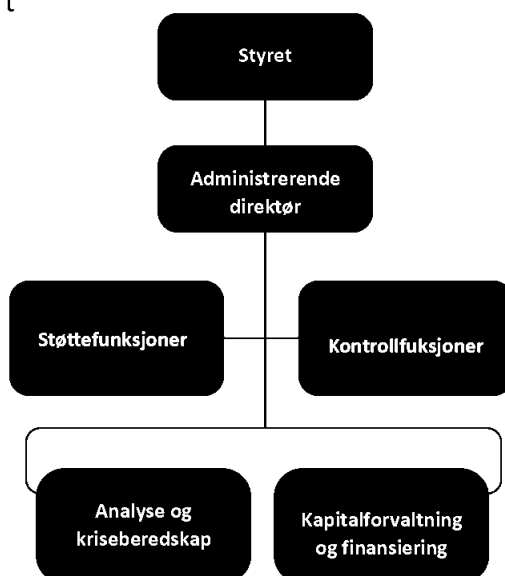 Styret
Administrerende
direktør
Støttefunksjoner
Kontrollfuksjoner
Analyse og
kriseberedskap
Kapitalforvaltning
og finansiering